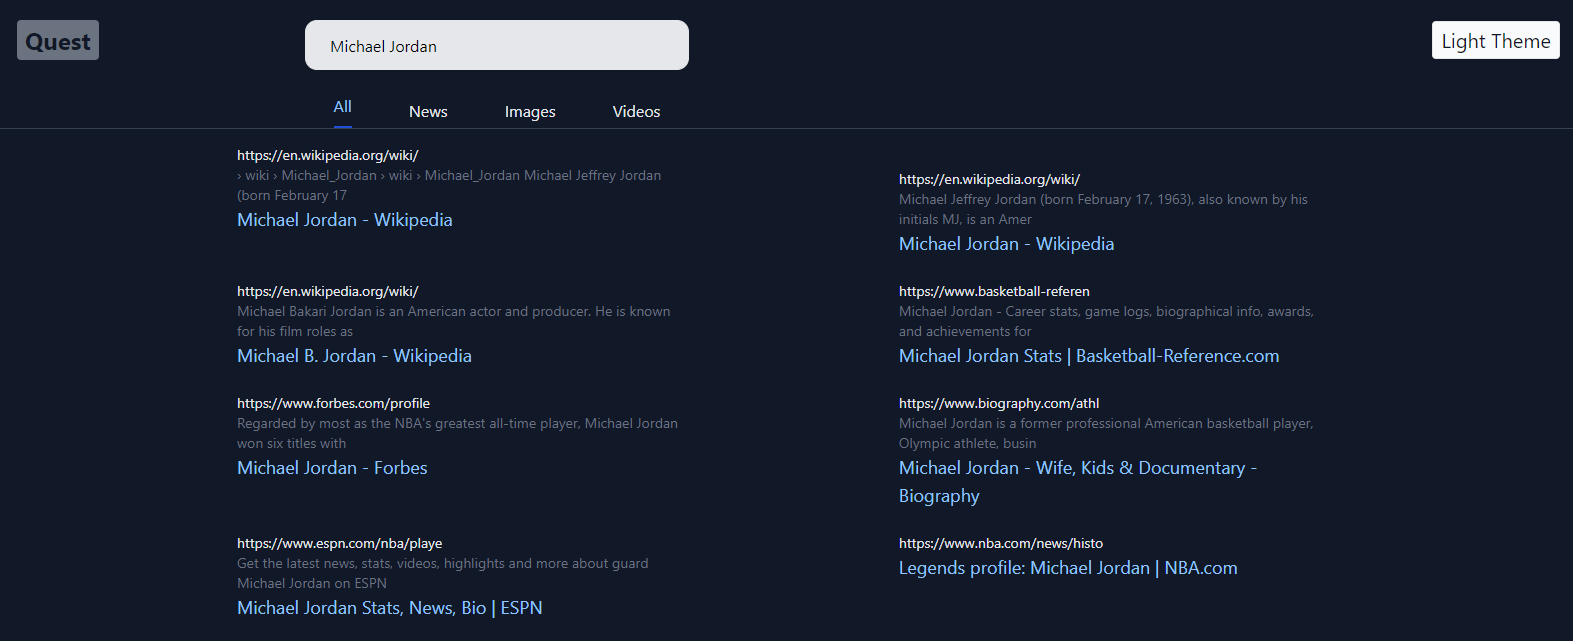 Quest
Michael Jordan
Light Theme
All
News
Images
Videos
https://en.wikipedia.org/wiki/
› wiki › Michael_Jordan › wiki › Michael_Jordan Michael Jeffrey Jordan
(born February 17
Michael Jordan - Wikipedia
https://en.wikipedia.org/wiki/
Michael Jeffrey Jordan (born February 17, 1963), also known by his
initials MJ, is an Amer
Michael Jordan - Wikipedia
https://en.wikipedia.org/wiki/
Michael Bakari Jordan is an American actor and producer. He is known
for his film roles as
Michael B. Jordan - Wikipedia
https://www.basketball-referen
Michael Jordan - Career stats, game logs, biographical info, awards,
and achievements for
Michael Jordan Stats | Basketball-Reference.com
https://www.forbes.com/profile
Regarded by most as the NBA's greatest all-time player, Michael Jordan
won six titles with
Michael Jordan - Forbes
https://www.biography.com/athl
Michael Jordan is a former professional American basketball player,
Olympic athlete, busin
Michael Jordan - Wife, Kids & Documentary -
Biography
https://www.espn.com/nba/playe
Get the latest news, stats, videos, highlights and more about guard
Michael Jordan on ESPN
Michael Jordan Stats, News, Bio | ESPN
https://www.nba.com/news/histo
Legends profile: Michael Jordan | NBA.com